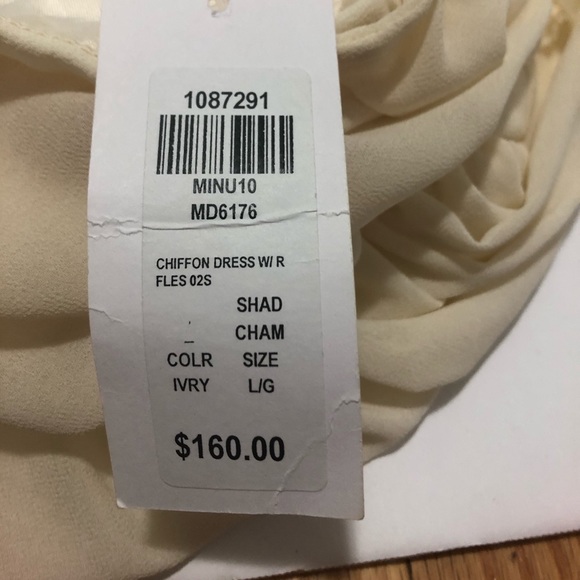 1087291
MINU10
MD6176
CHIFFON DRESS W/ R
FLES 02S
SHAD
_ CHAM
COLR SIZE
IVRY L/G
$160.00